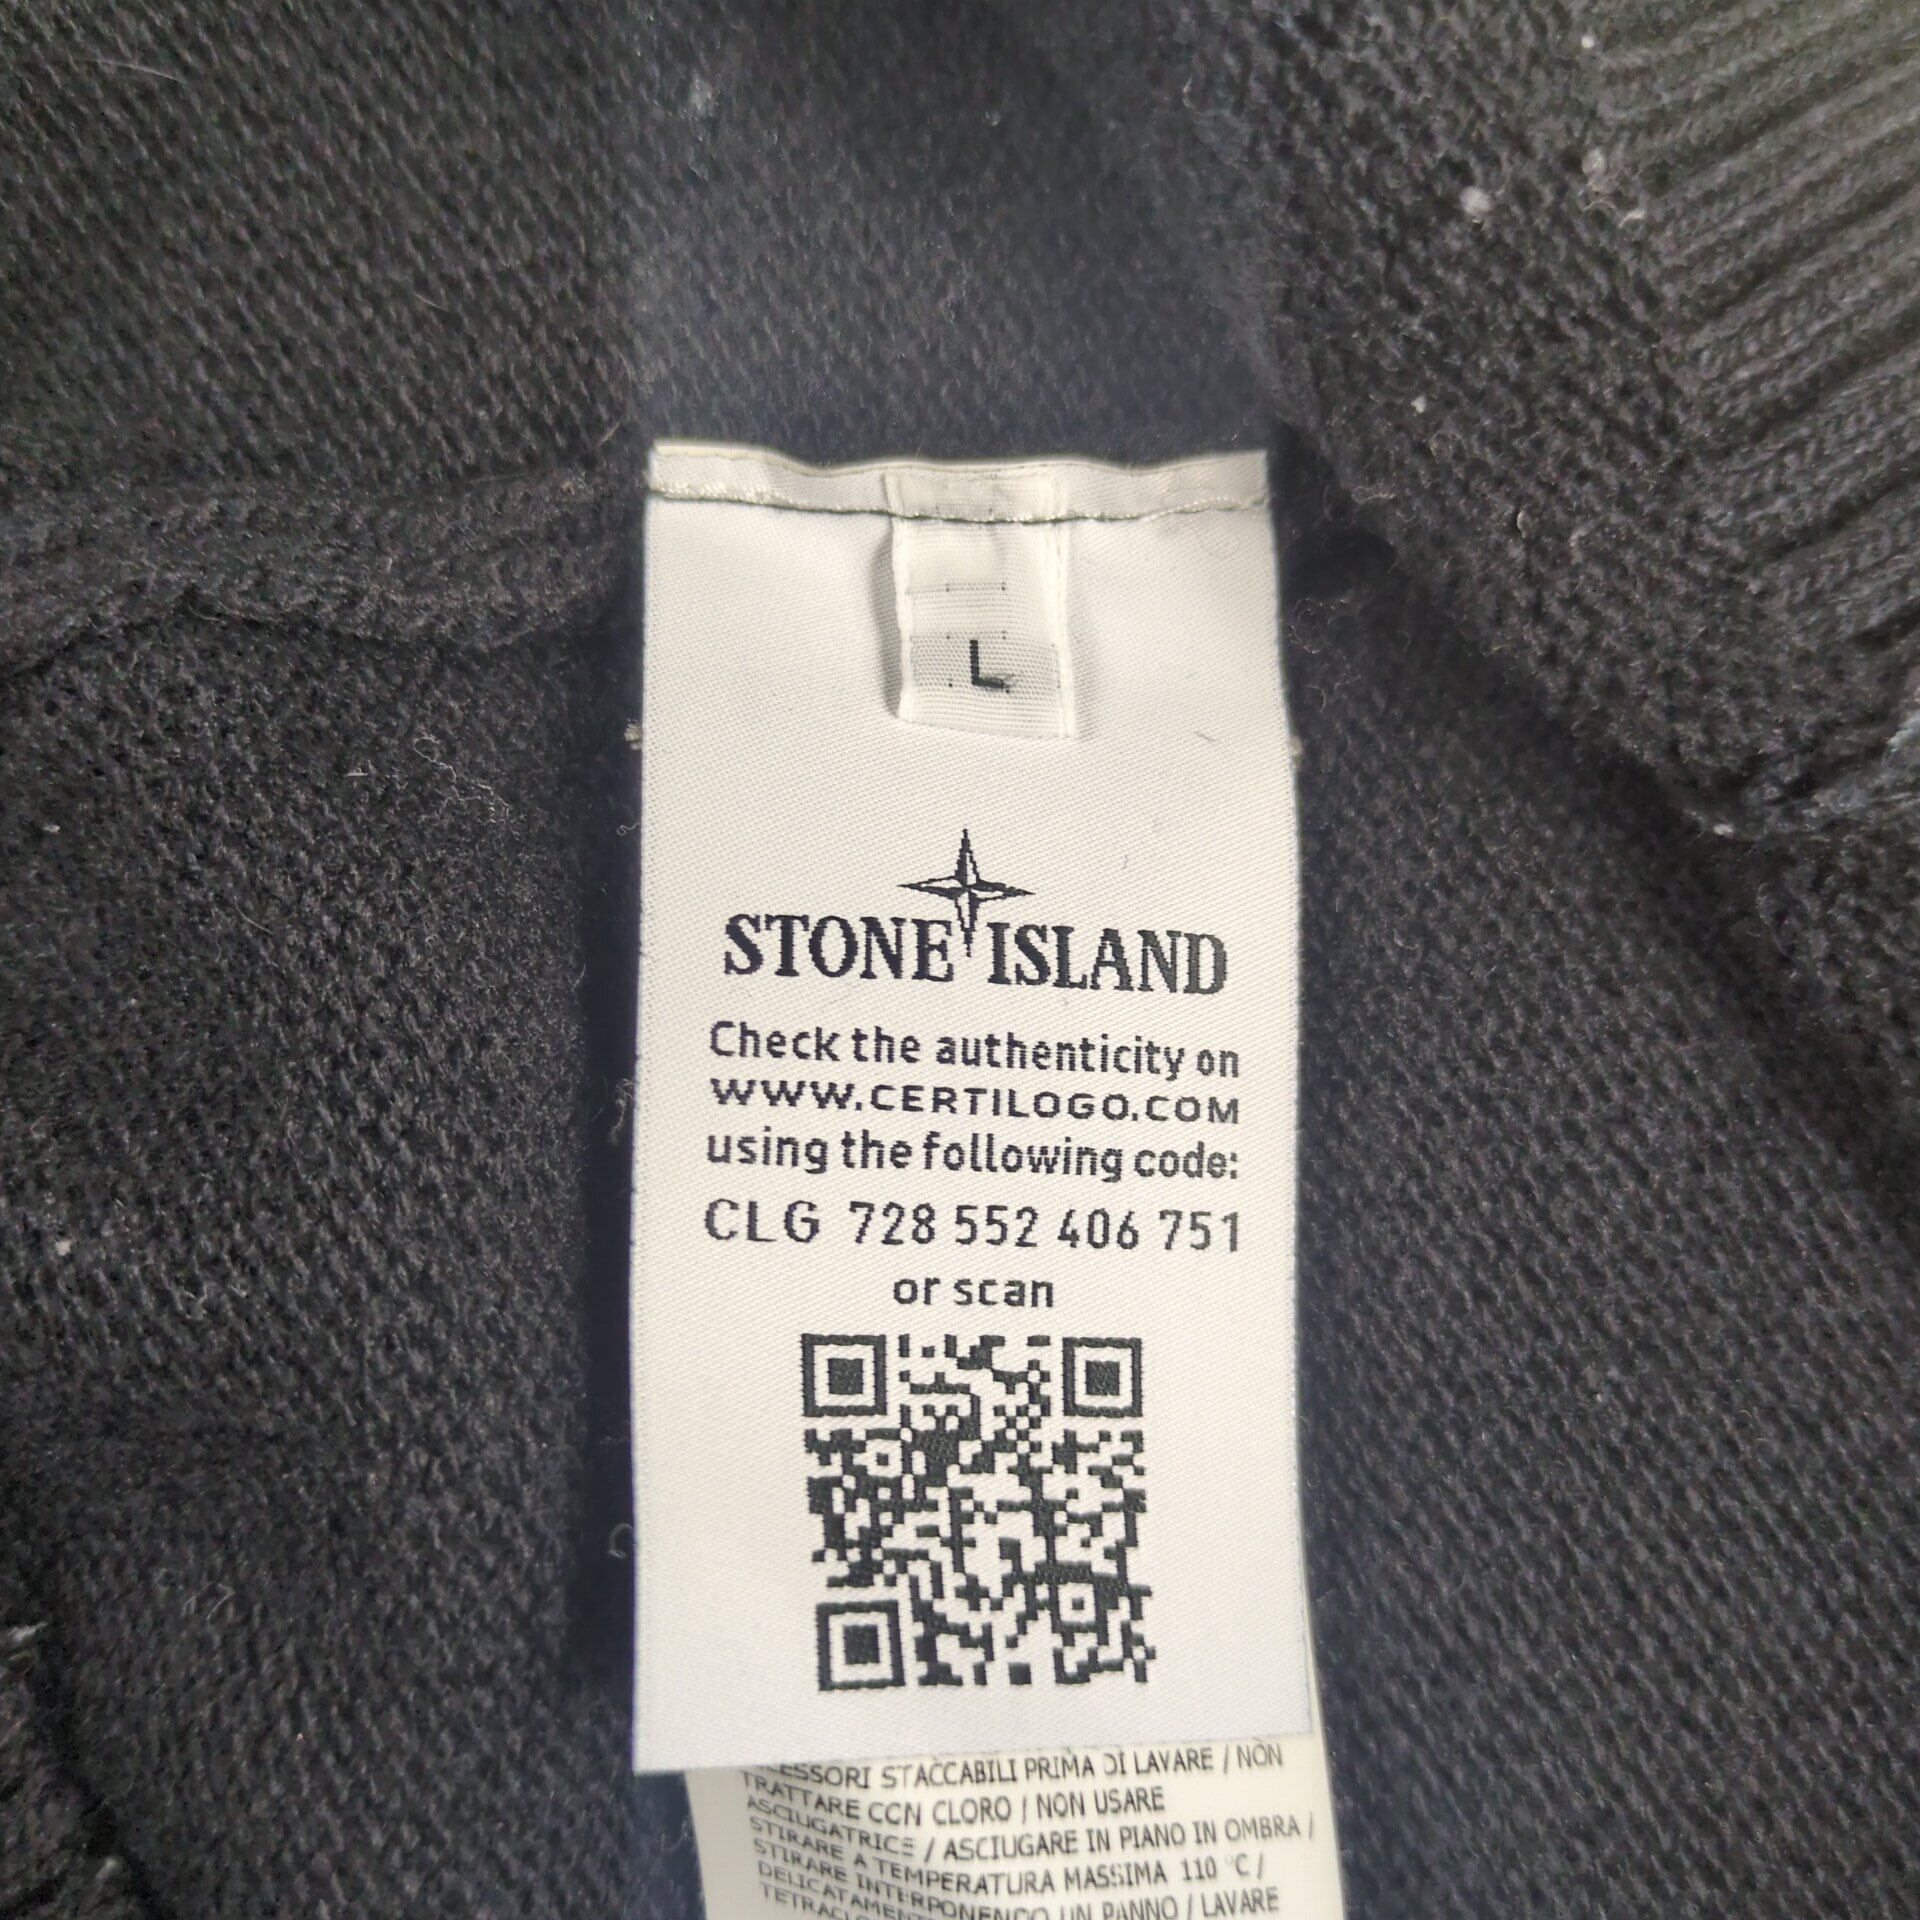 L
STONE ISLAND
Check the authenticity on
WWW.CERTILOGO.COM
using the following code:
CLG 728 552 406 751
or scan
ESSORI STACCABILI PRIMA DI LAVARE / NON
TRATTARE CON CLORO / NON USARE
ASCIUGATRICE / ASCIUGARE IN PIANO IN OMBRA /
STIRARE A TEMPERATURA MASSIMA 110 °C /
STIRARE INTERPONENDO UN PANNO / LAVARE